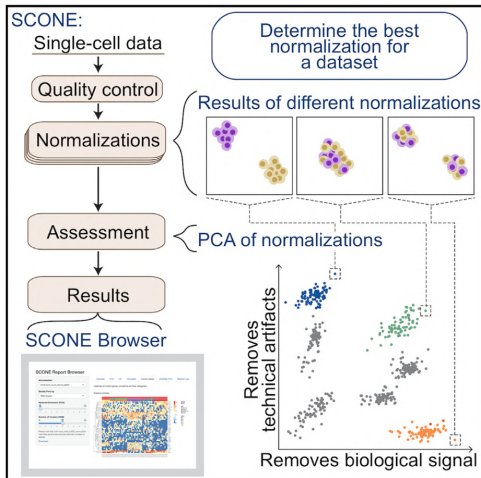 SCONE:
Single-cell data
Quality control
Normalizations
Assessment
Results
SCONE Browser
SCONE Report Browser
Determine the best
normalization for
a dataset
Results of different normalizations
PCA of normalizations
Removes
technical artifacts
Removes biological signal